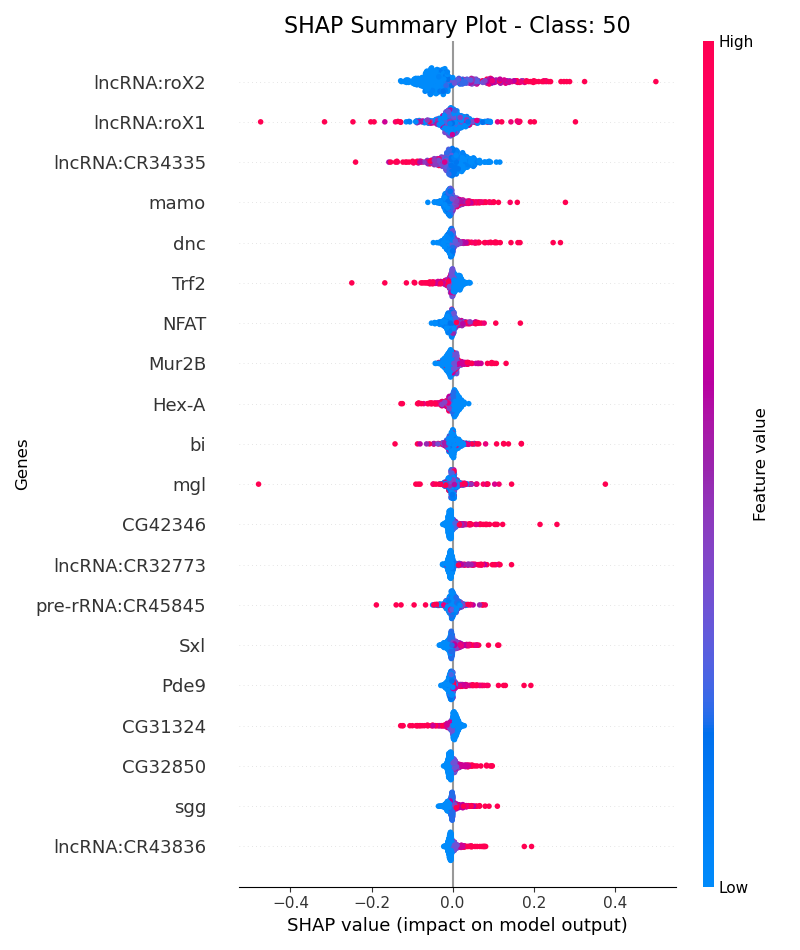 SHAP Summary Plot - Class: 50
High
lncRNA:roX2
lncRNA:roX1
lncRNA:CR34335
mamo
dnc
Trf2
NFAT
Mur2B
Hex-A
bi
mgl
CG42346
lncRNA:CR32773
pre-rRNA:CR45845
Sxl
Pde9
CG31324
CG32850
sgg
lncRNA:CR43836
Genes
Feature value
Low
−0.4 −0.2 0.0 0.2 0.4
SHAP value (impact on model output)